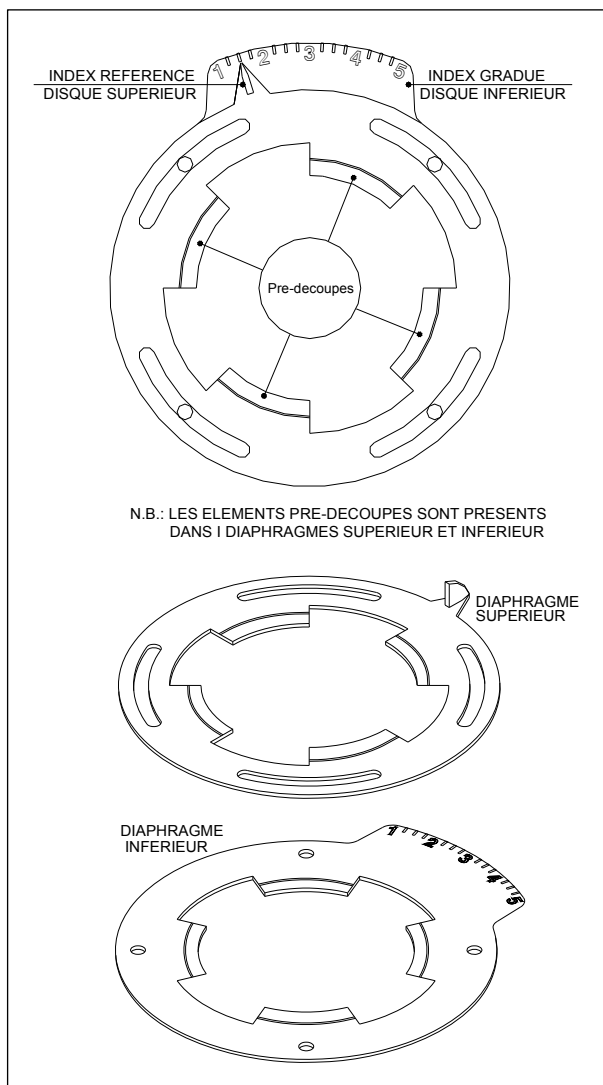 1 2 3 4 5
INDEX REFERENCE
DISQUE SUPERIEUR
INDEX GRADUE
DISQUE INFERIEUR
Pre-decoupes
N.B.: LES ELEMENTS PRE-DECOUPES SONT PRESENTS
DANS I DIAPHRAGMES SUPERIEUR ET INFERIEUR
DIAPHRAGME
SUPERIEUR
DIAPHRAGME
INFERIEUR
1 2 3 4 5